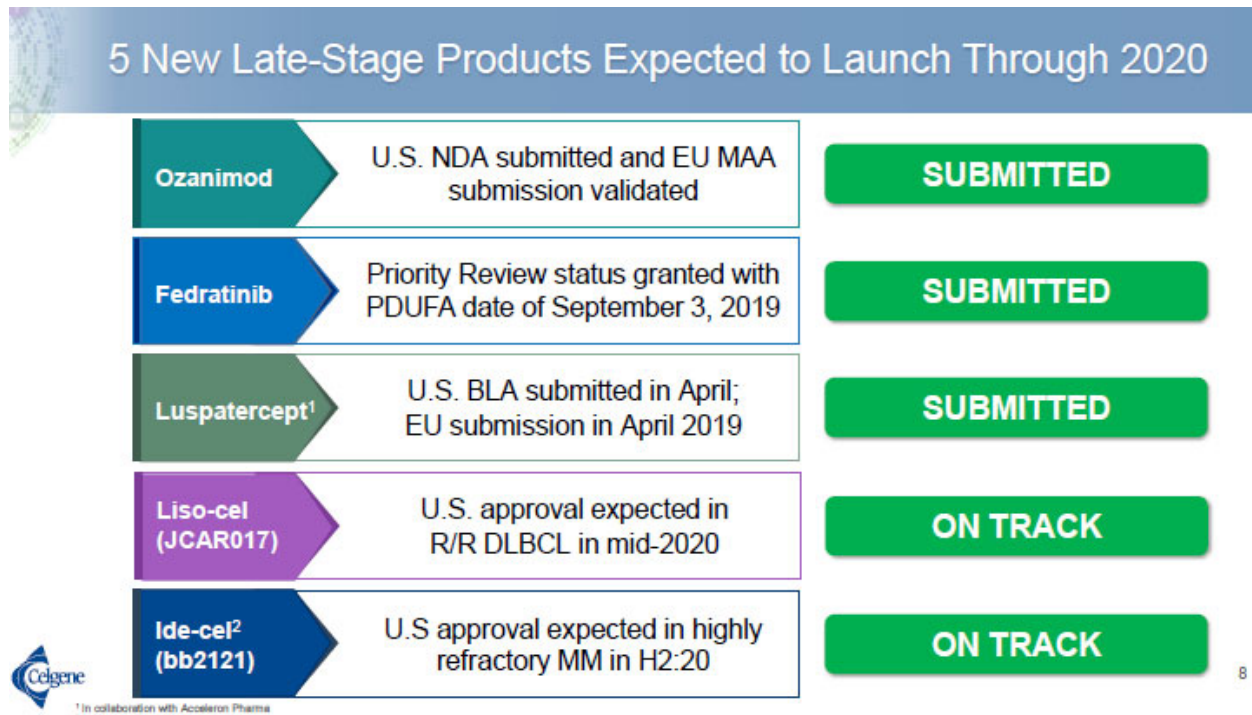 5 New Late-Stage Products Expected to Launch Through 2020
Ozanimod
U.S. NDA submitted and EU MAA
submission validated
SUBMITTED
Fedratinib
Priority Review status granted with
PDUFA date of September 3, 2019
SUBMITTED
Luspatercept¹
U.S. BLA submitted in April;
EU submission in April 2019
SUBMITTED
Liso-cel
(JCAR017)
U.S. approval expected in
R/R DLBCL in mid-2020
ON TRACK
Ide-cel²
(bb2121)
U.S approval expected in highly
refractory MM in H2:20
ON TRACK
Celgene
8
¹ In collaboration with Acceleron Pharma